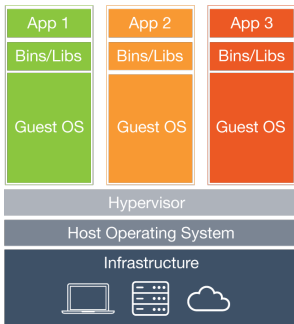 App 1
App 2
App 3
Bins/Libs
Bins/Libs
Bins/Libs
Guest OS
Guest OS
Guest OS
Hypervisor
Host Operating System
Infrastructure